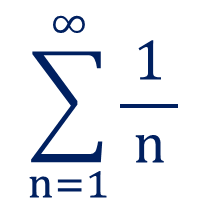 ∞
∑ 1/n
n=1